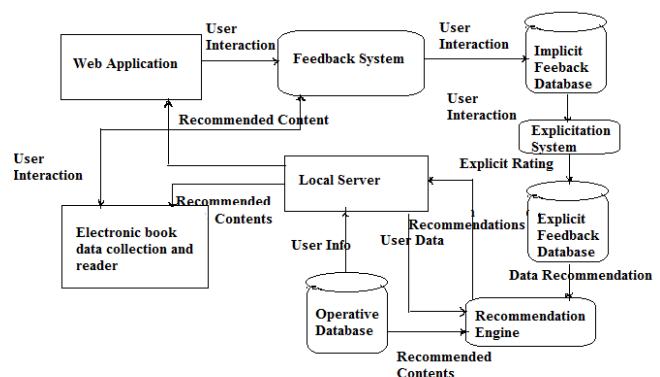 User
Interaction
Web Application
Feedback System
User
Interaction
Implicit
Feeback
Database
User
Interaction
Explicitation
System
Recommended Content
User
Interaction
Explicit Rating
Local Server
Recommended
Contents
Electronic book
data collection and
reader
Explicit
Feedback
Database
Recommendations
User Info
User Data
Data Recommendation
Operative
Database
Recommendation
Engine
Recommended
Contents